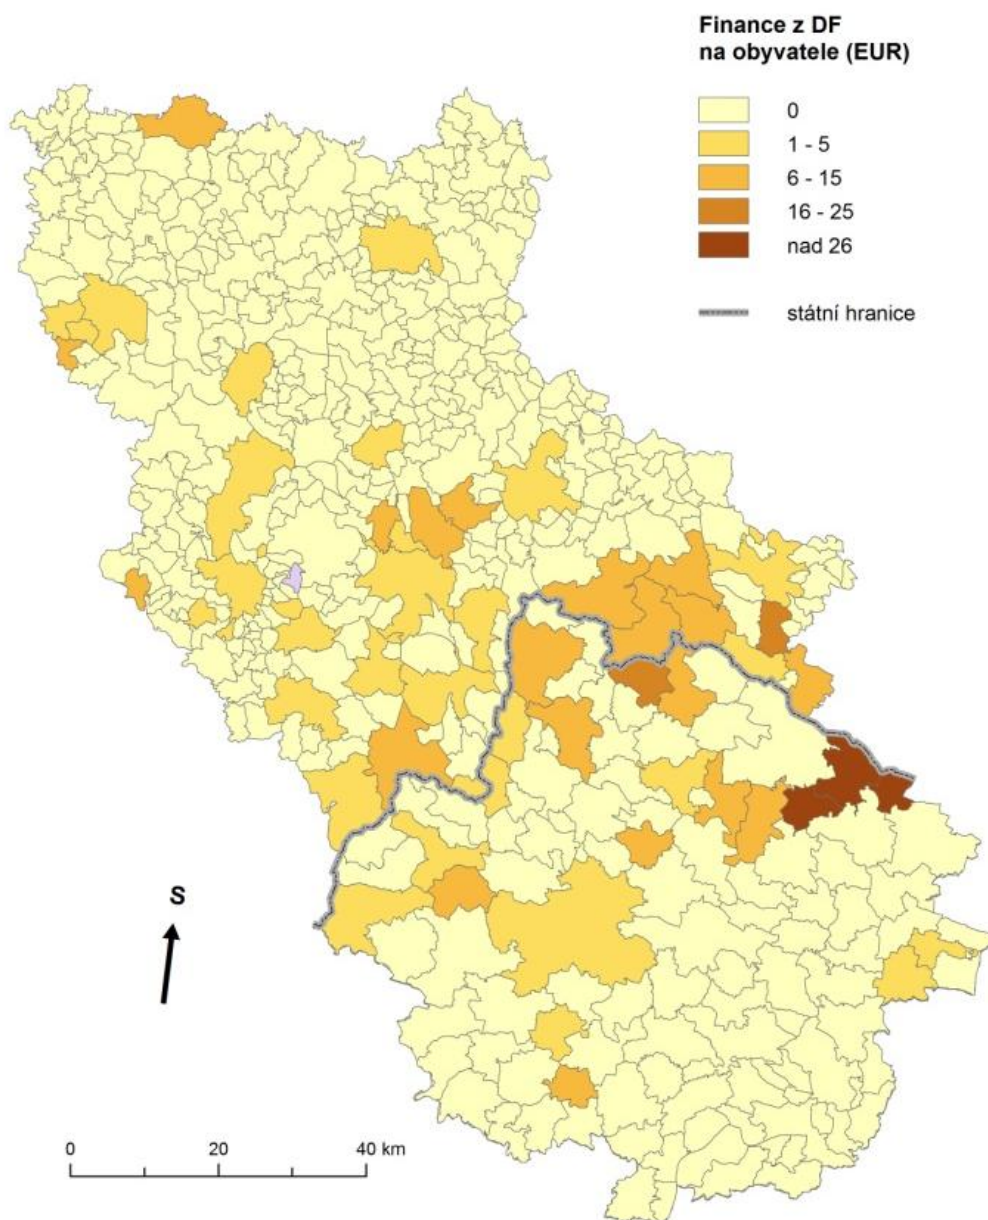 Finance z DF
na obyvatele (EUR)
0
1 - 5
6 - 15
16 - 25
nad 26
státní hranice
S
0 20 40 km